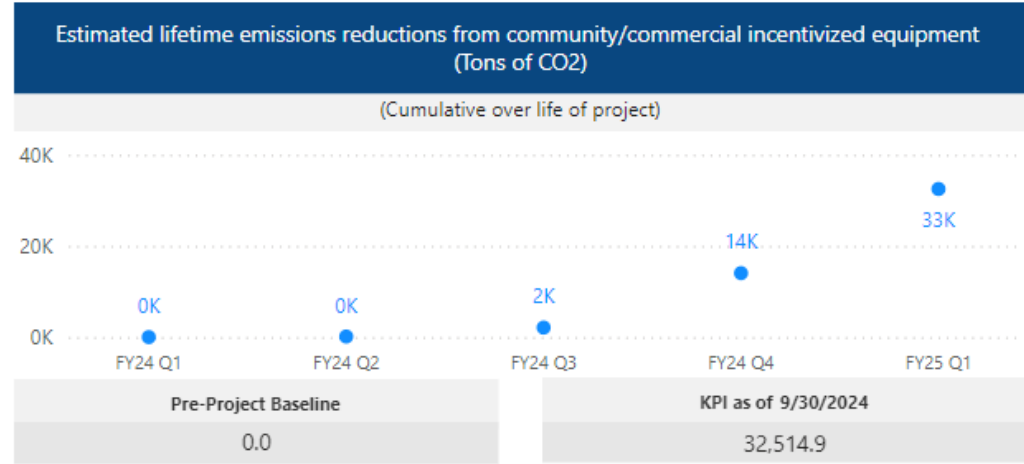 Estimated lifetime emissions reductions from community/commercial incentivized equipment
(Tons of CO2)
(Cumulative over life of project)
40K
33K
20K
14K
2K
0K
0K
0K
FY24 Q1
FY24 Q2
FY24 Q3
FY24 Q4
FY25 Q1
Pre-Project Baseline
KPI as of 9/30/2024
0.0
32,514.9